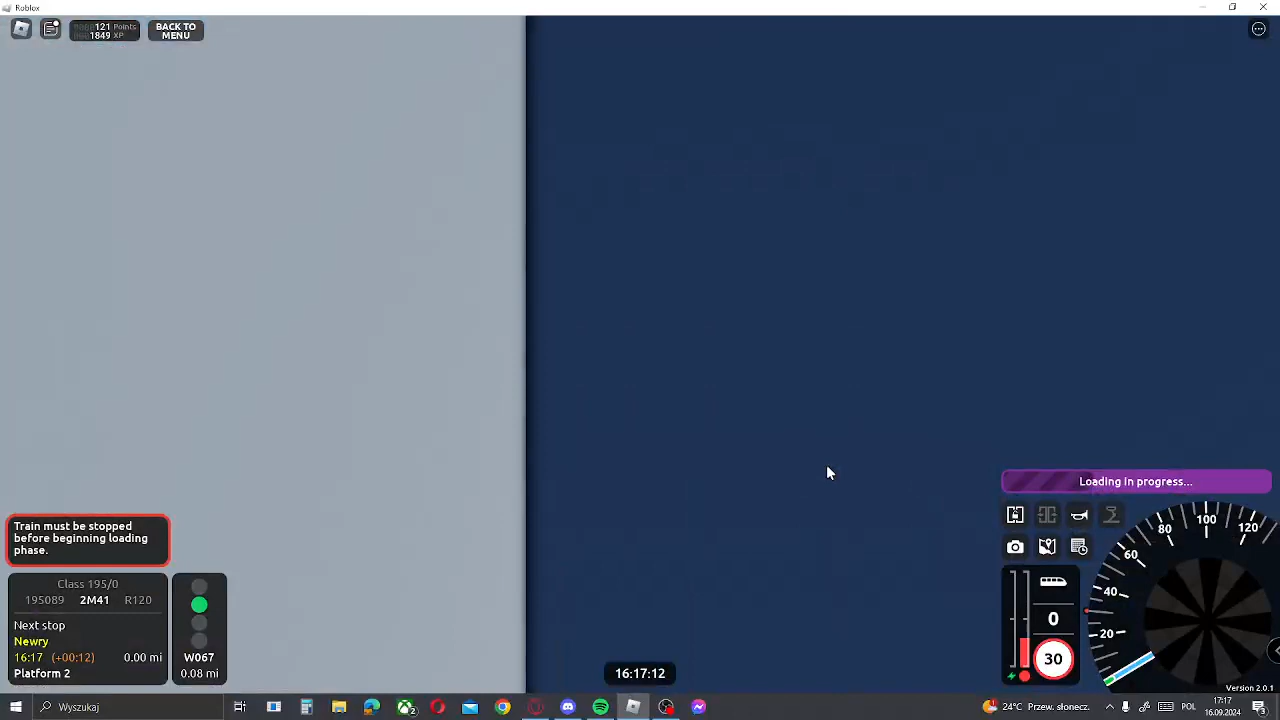 Roblox
121 Points
1849 XP
BACK TO
MENU
Loading in progress...
Train must be stopped
before beginning loading
phase.
Class 195/0
195089 2M41 R120
Next stop
Newry
16:17 (+00:12) 0.00 mi
Platform 2
W067
0.08 mi
16:17:12
20
40
60
80
100
120
0
30
Version 2.0.1
Wyszukaj
2
24°C Przew. słonecz.
POL
17:17
16.09.2024